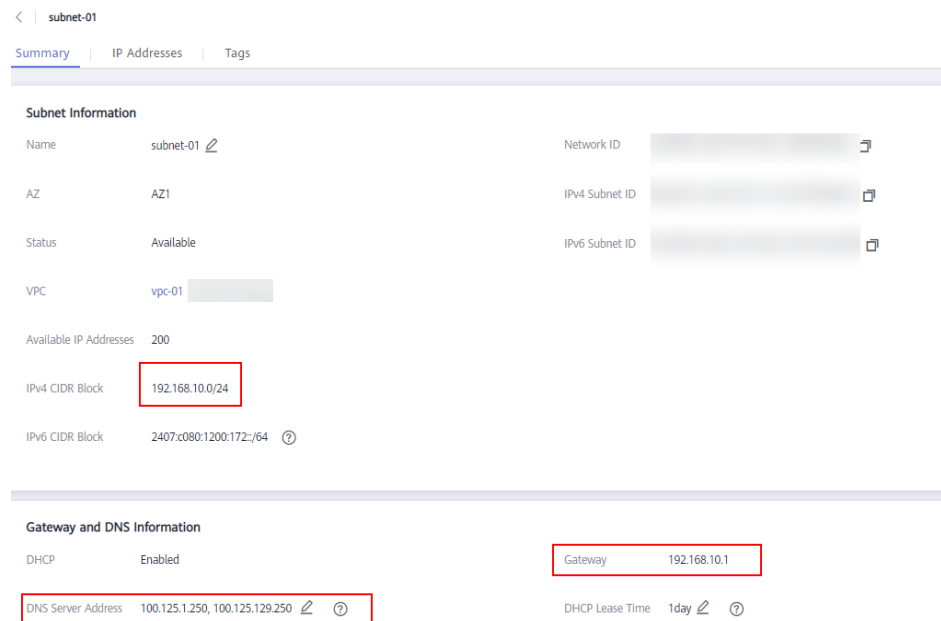 subnet-01
Summary IP Addresses Tags
Subnet Information
Name subnet-01 Network ID
AZ AZ1 IPv4 Subnet ID
Status Available IPv6 Subnet ID
VPC vpc-01
Available IP Addresses 200
IPv4 CIDR Block 192.168.10.0/24
IPv6 CIDR Block 2407:c080:1200:172::/64
Gateway and DNS Information
DHCP Enabled Gateway 192.168.10.1
DNS Server Address 100.125.1.250, 100.125.129.250 DHCP Lease Time 1day